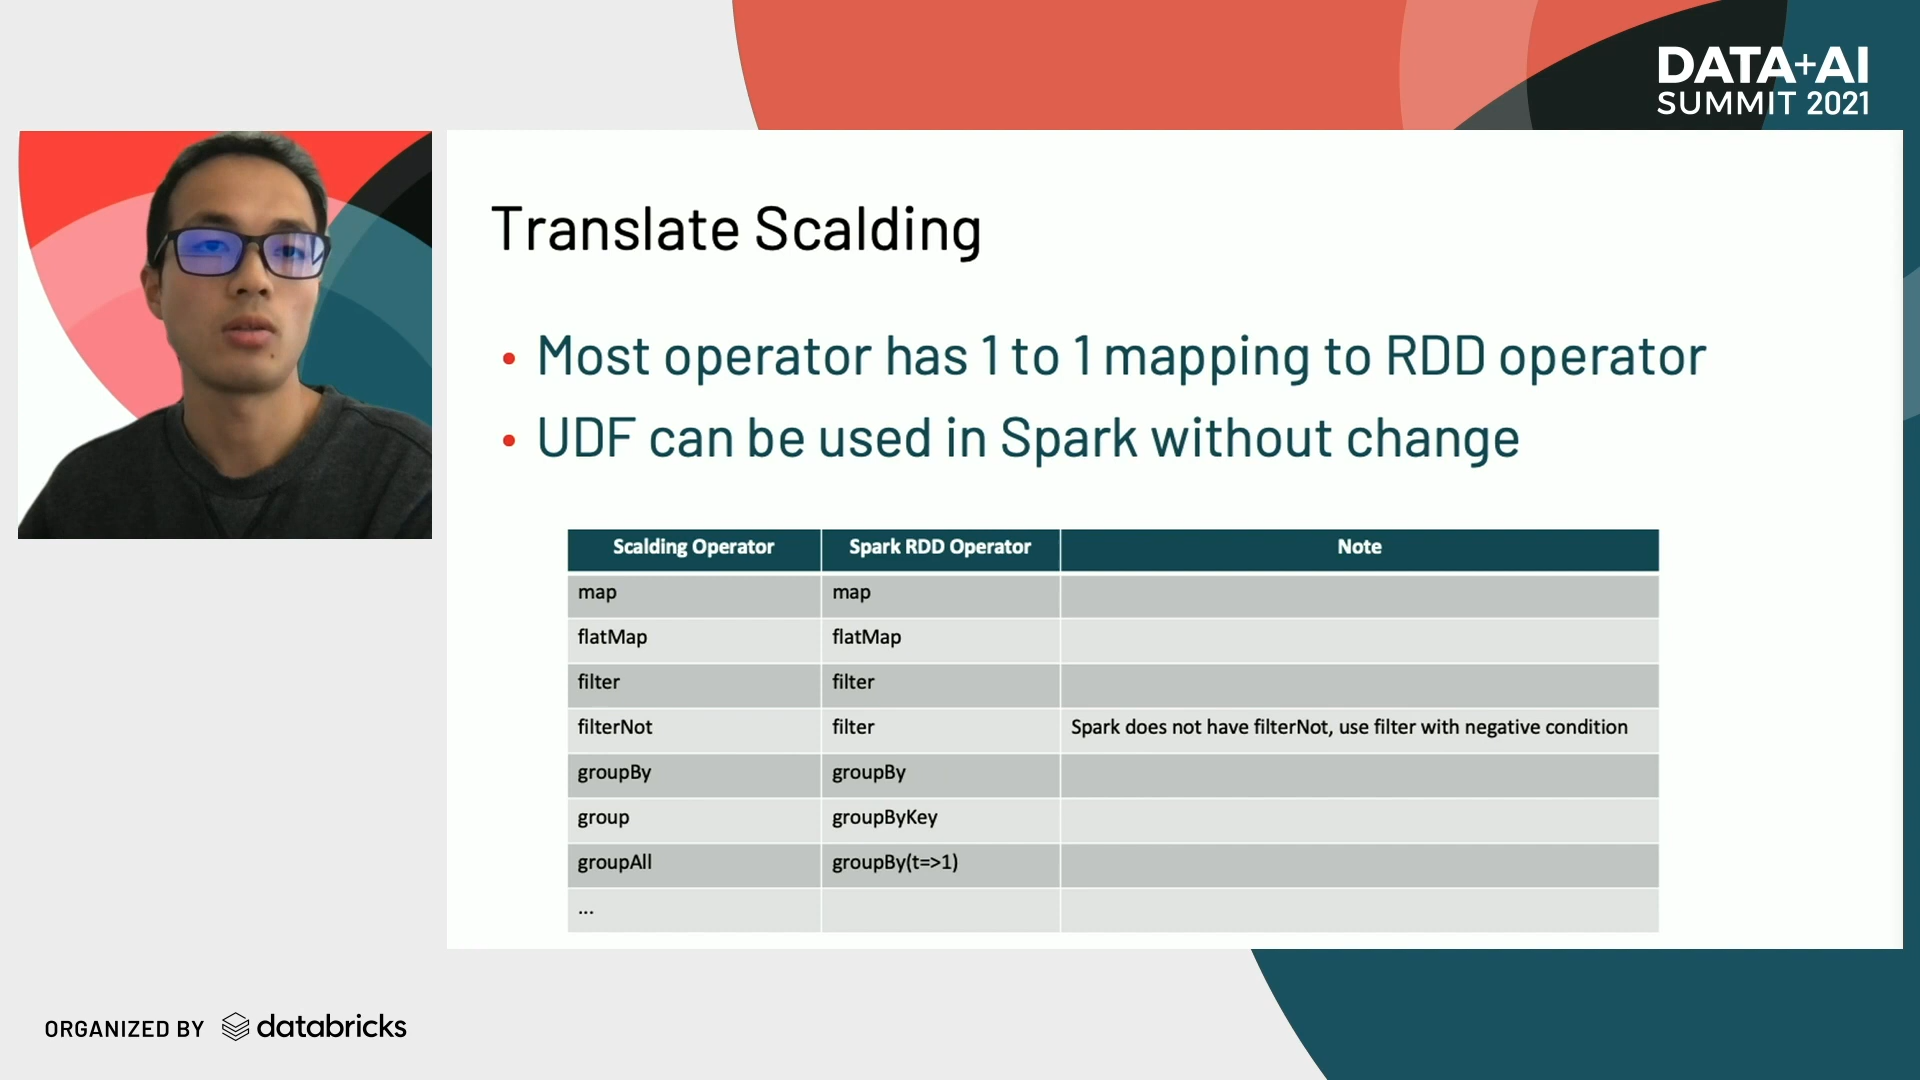 DATA+AI
SUMMIT 2021
Translate Scalding
• Most operator has 1 to 1 mapping to RDD operator
• UDF can be used in Spark without change
Scalding Operator Spark RDD Operator Note
map map
flatMap flatMap
filter filter
filterNot filter Spark does not have filterNot, use filter with negative condition
groupBy groupBy
group groupByKey
groupAll groupBy(t=>1)
...
ORGANIZED BY databricks